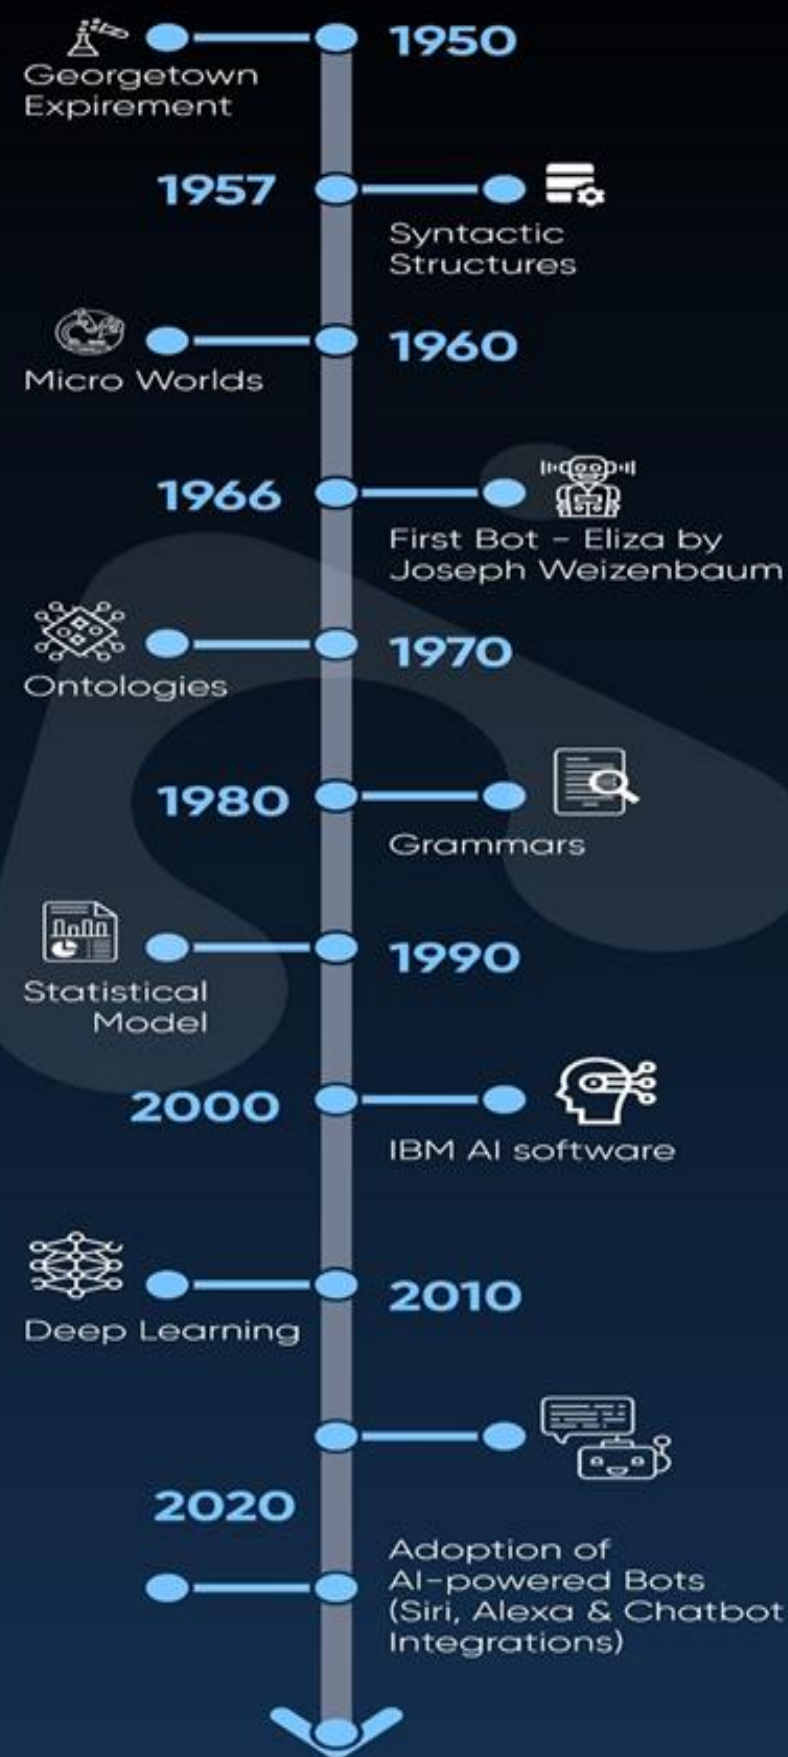 1950
Georgetown
Expirement
1957
Syntactic
Structures
1960
Micro Worlds
1966
First Bot – Eliza by
Joseph Weizenbaum
1970
Ontologies
1980
Grammars
1990
Statistical
Model
2000
IBM AI software
2010
Deep Learning
2020
Adoption of
AI-powered Bots
(Siri, Alexa & Chatbot
Integrations)